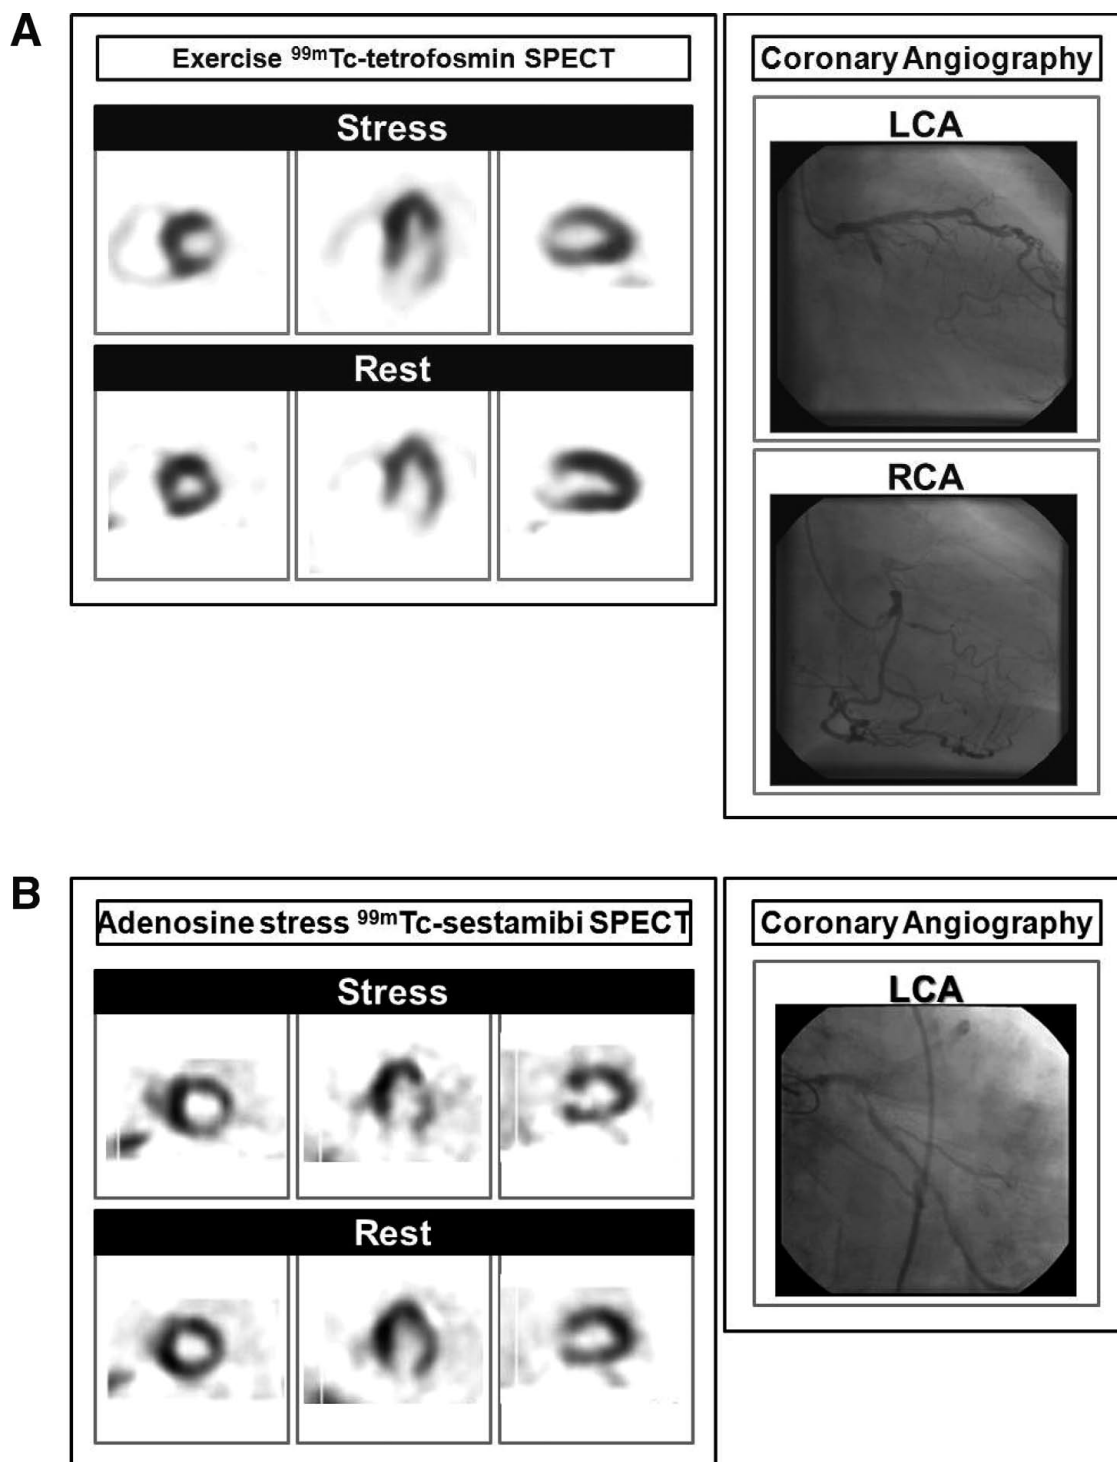 A
Exercise 99mTc-tetrofosmin SPECT
Coronary Angiography
Stress
LCA
Rest
RCA
B
Adenosine stress 99mTc-sestamibi SPECT
Coronary Angiography
Stress
LCA
Rest